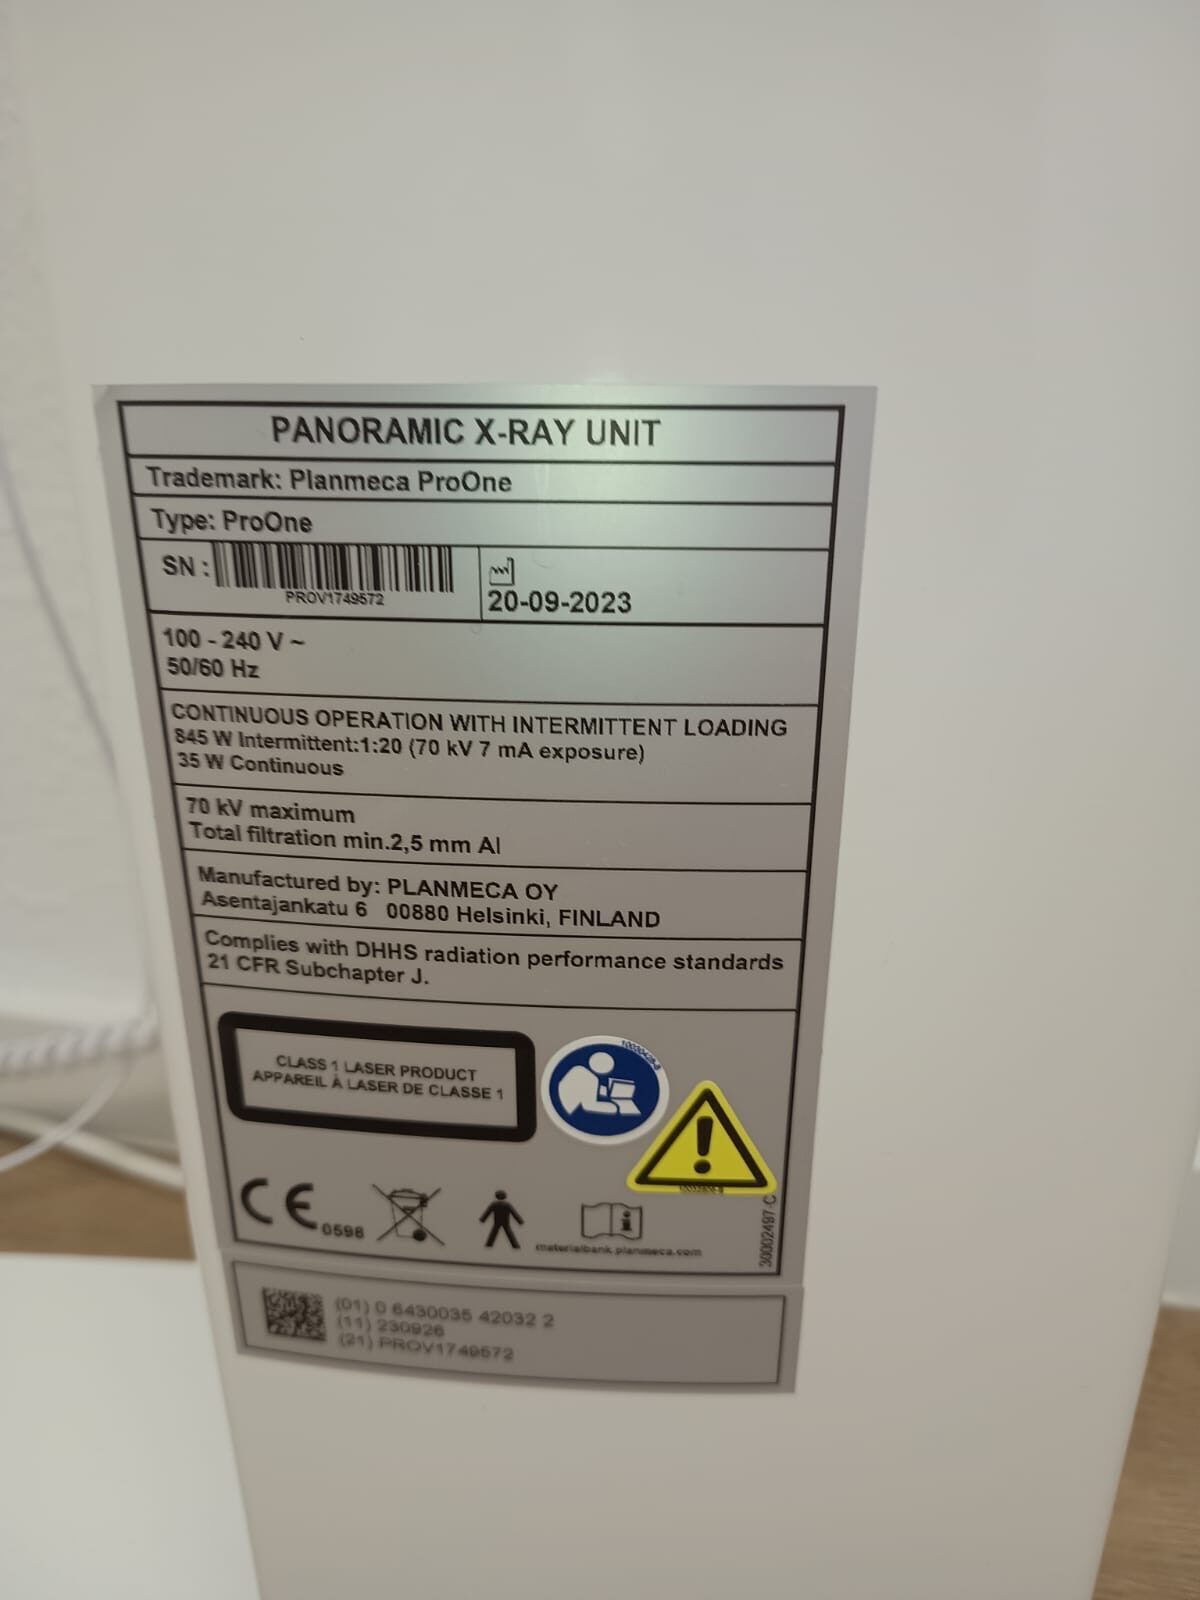 PANORAMIC X-RAY UNIT
Trademark: Planmeca ProOne
Type: ProOne
SN :
PROV1749572
20-09-2023
100 - 240 V ~
50/60 Hz
CONTINUOUS OPERATION WITH INTERMITTENT LOADING
845 W Intermittent:1:20 (70 kV 7 mA exposure)
35 W Continuous
70 kV maximum
Total filtration min.2,5 mm Al
Manufactured by: PLANMECA OY
Asentajankatu 6 00880 Helsinki, FINLAND
Complies with DHHS radiation performance standards
21 CFR Subchapter J.
CLASS 1 LASER PRODUCT
APPAREIL À LASER DE CLASSE 1
CE 0598
materialbank.planmeca.com
30002497-C
(01) 0 6430035 42032 2
(11) 230926
(21) PROV1749572